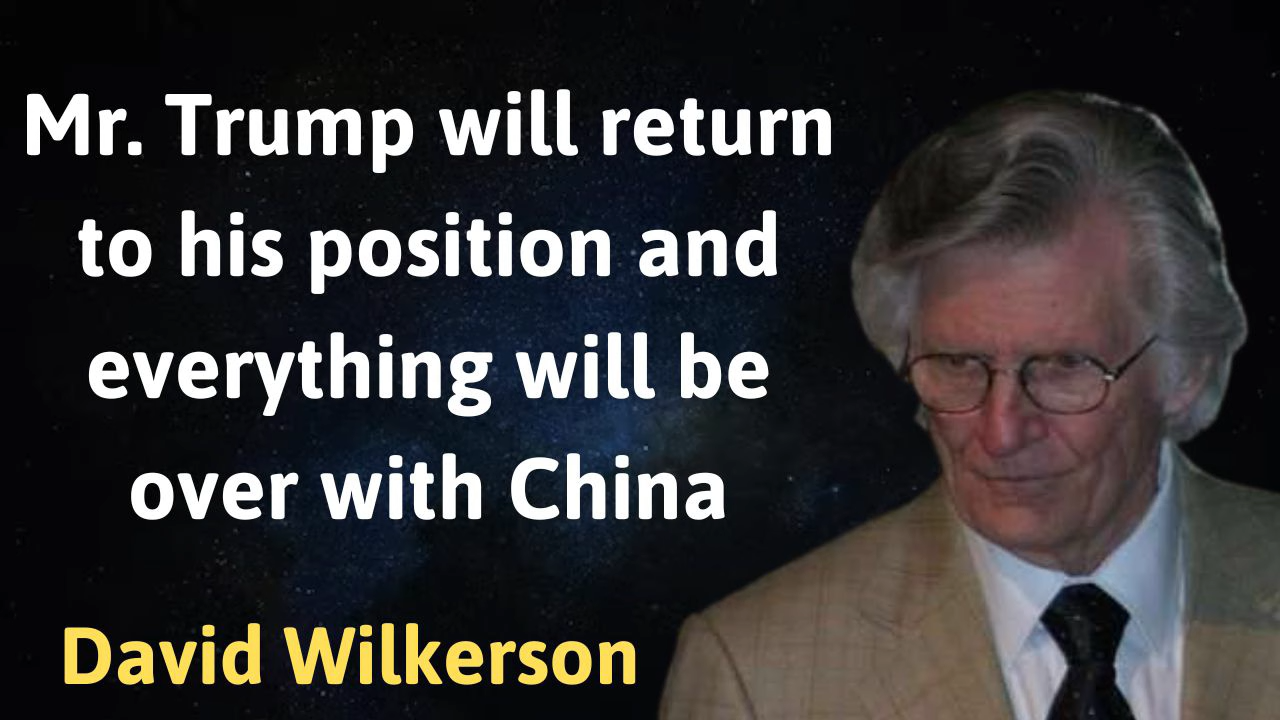 Mr. Trump will return
to his position and
everything will be
over with China
David Wilkerson